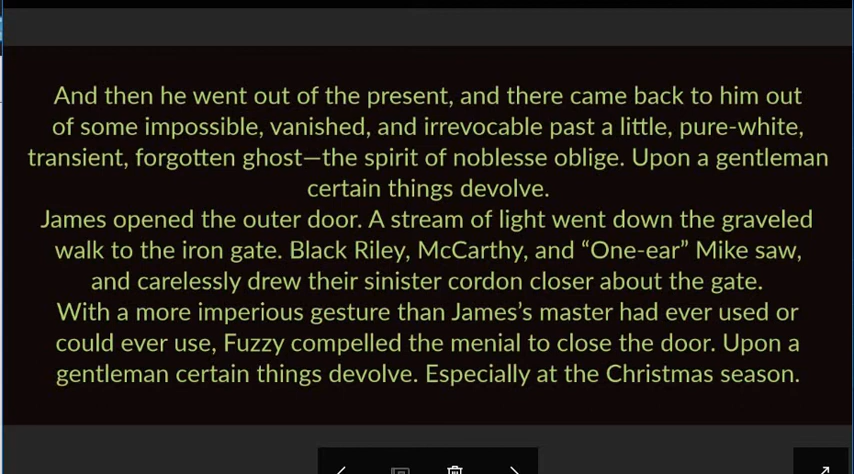 And then he went out of the present, and there came back to him out
of some impossible, vanished, and irrevocable past a little, pure-white,
transient, forgotten ghost—the spirit of noblesse oblige. Upon a gentleman
certain things devolve.
James opened the outer door. A stream of light went down the graveled
walk to the iron gate. Black Riley, McCarthy, and “One-ear” Mike saw,
and carelessly drew their sinister cordon closer about the gate.
With a more imperious gesture than James’s master had ever used or
could ever use, Fuzzy compelled the menial to close the door. Upon a
gentleman certain things devolve. Especially at the Christmas season.